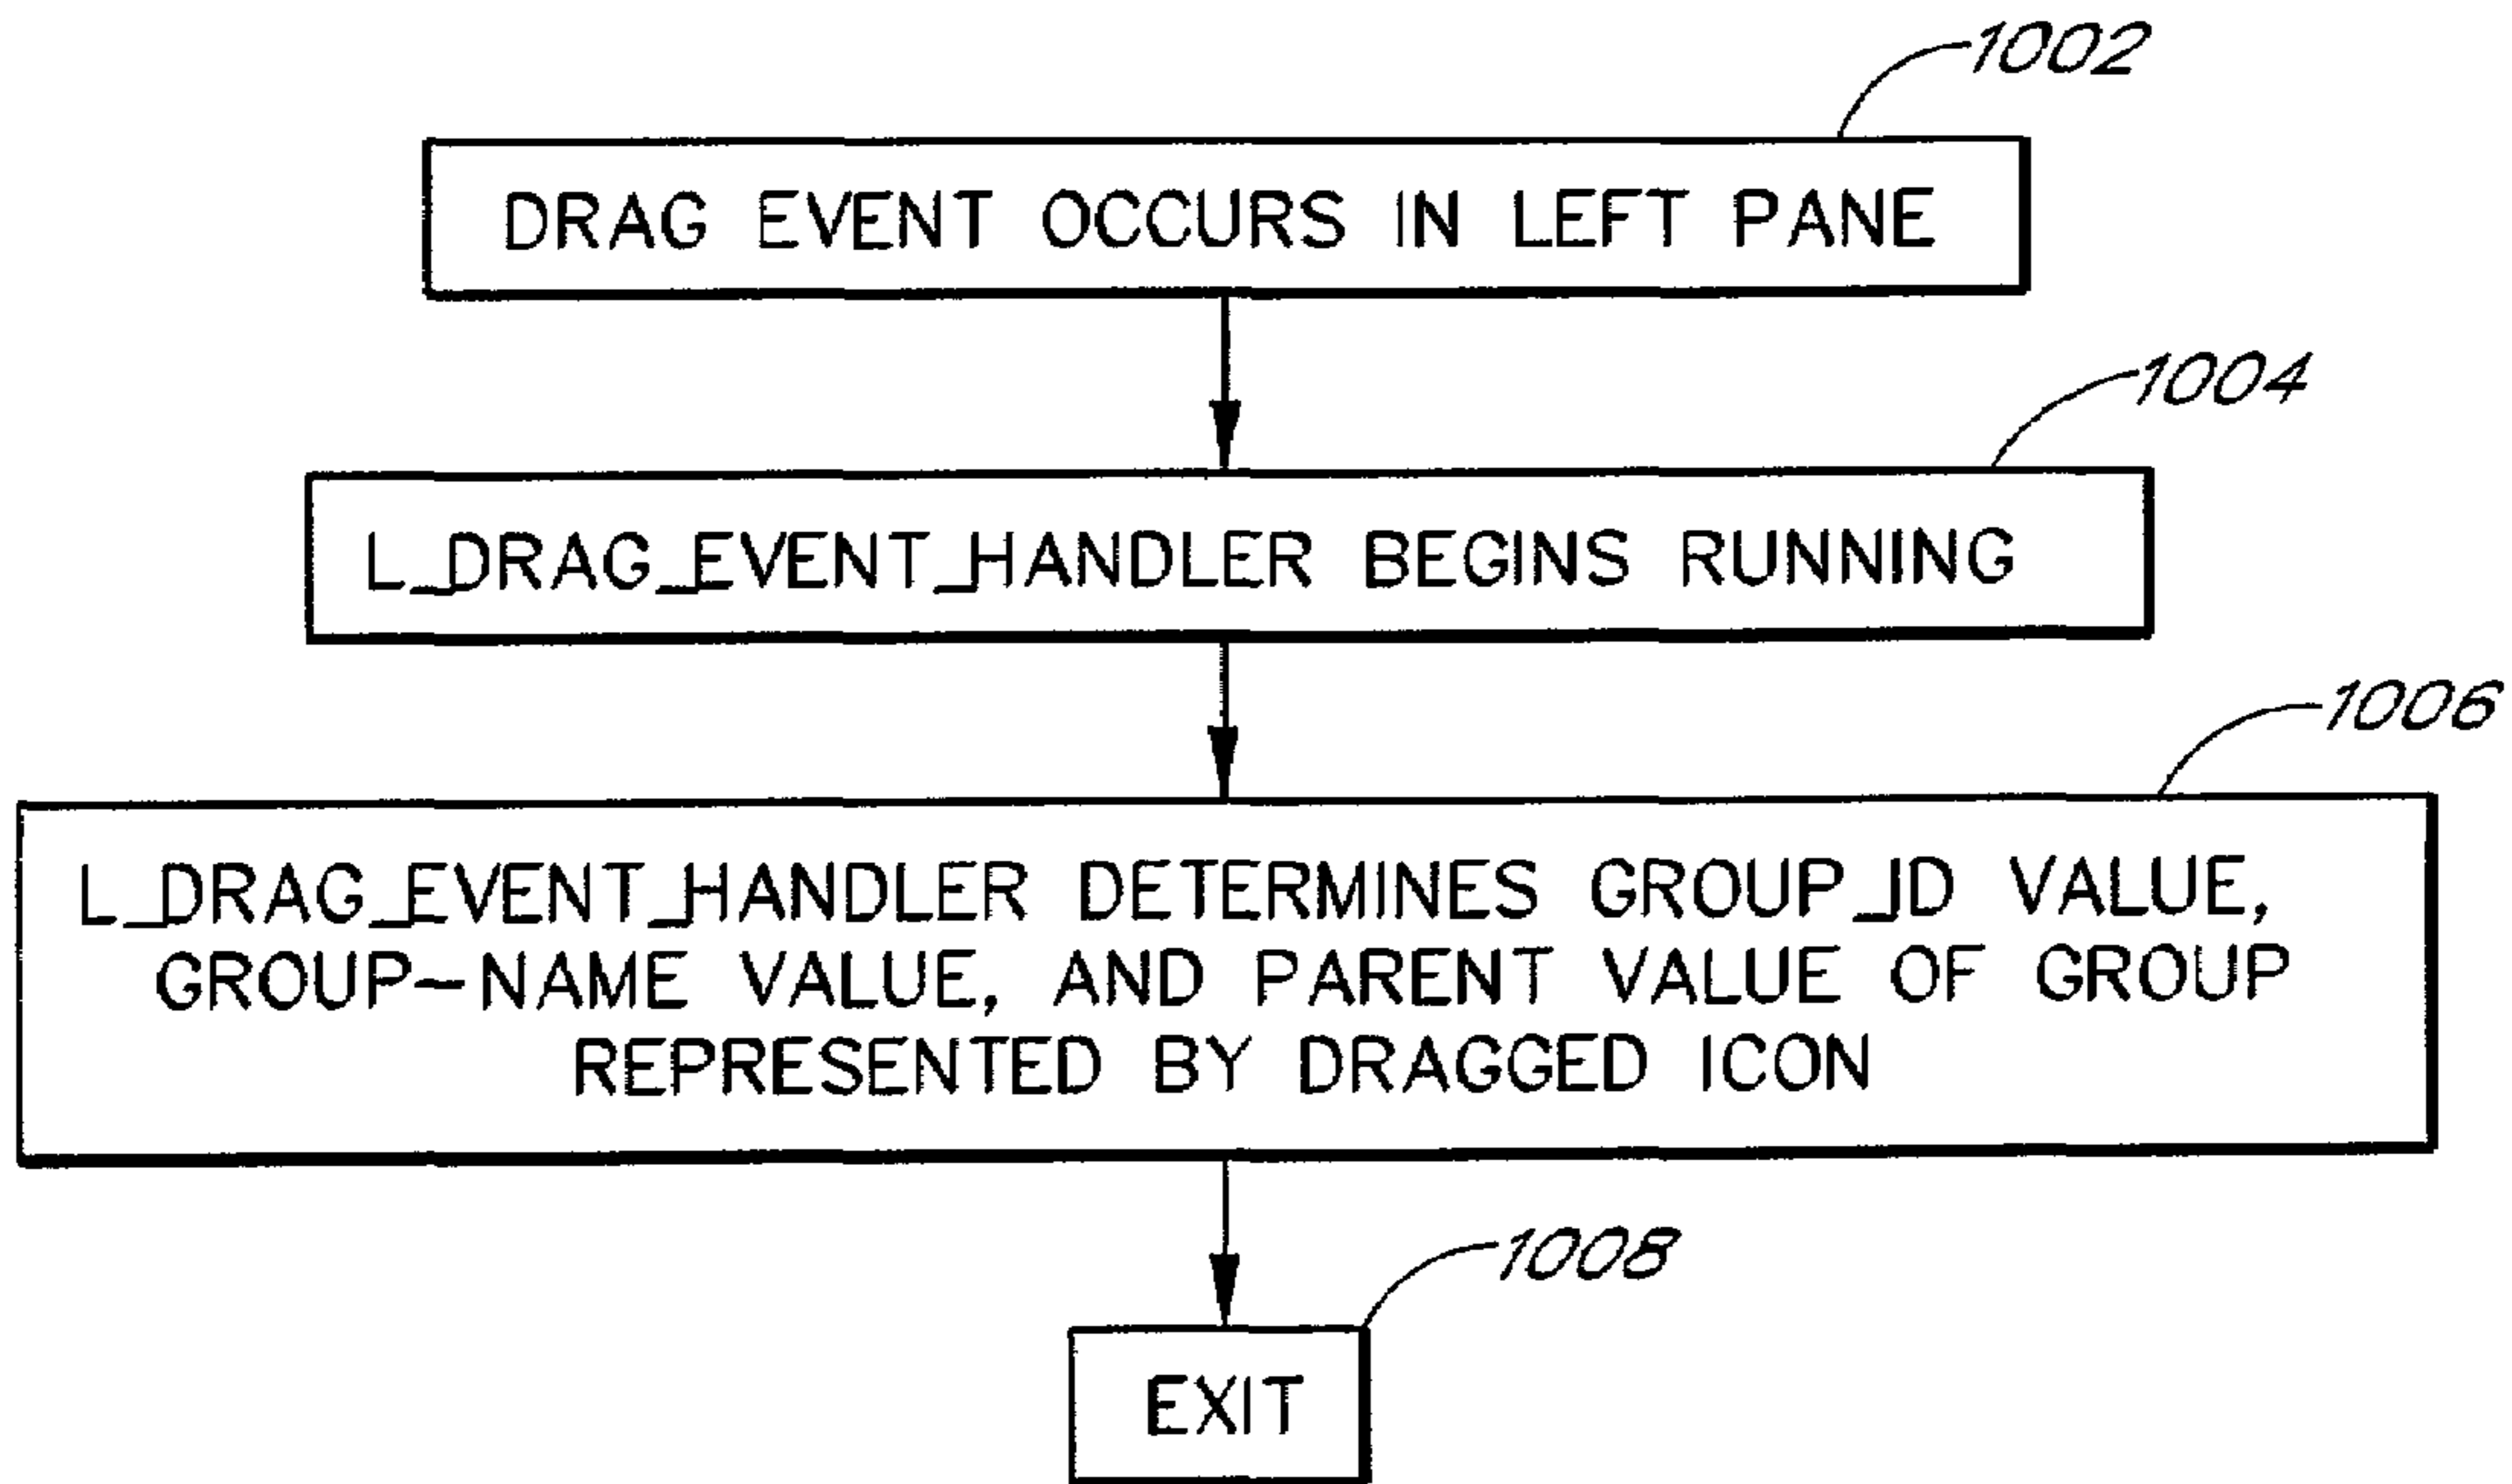 1002
DRAG EVENT OCCURS IN LEFT PANE
1004
L_DRAG_EVENT_HANDLER BEGINS RUNNING
1006
L_DRAG_EVENT_HANDLER DETERMINES GROUP_ID VALUE,
GROUP-NAME VALUE, AND PARENT VALUE OF GROUP
REPRESENTED BY DRAGGED ICON
1008
EXIT